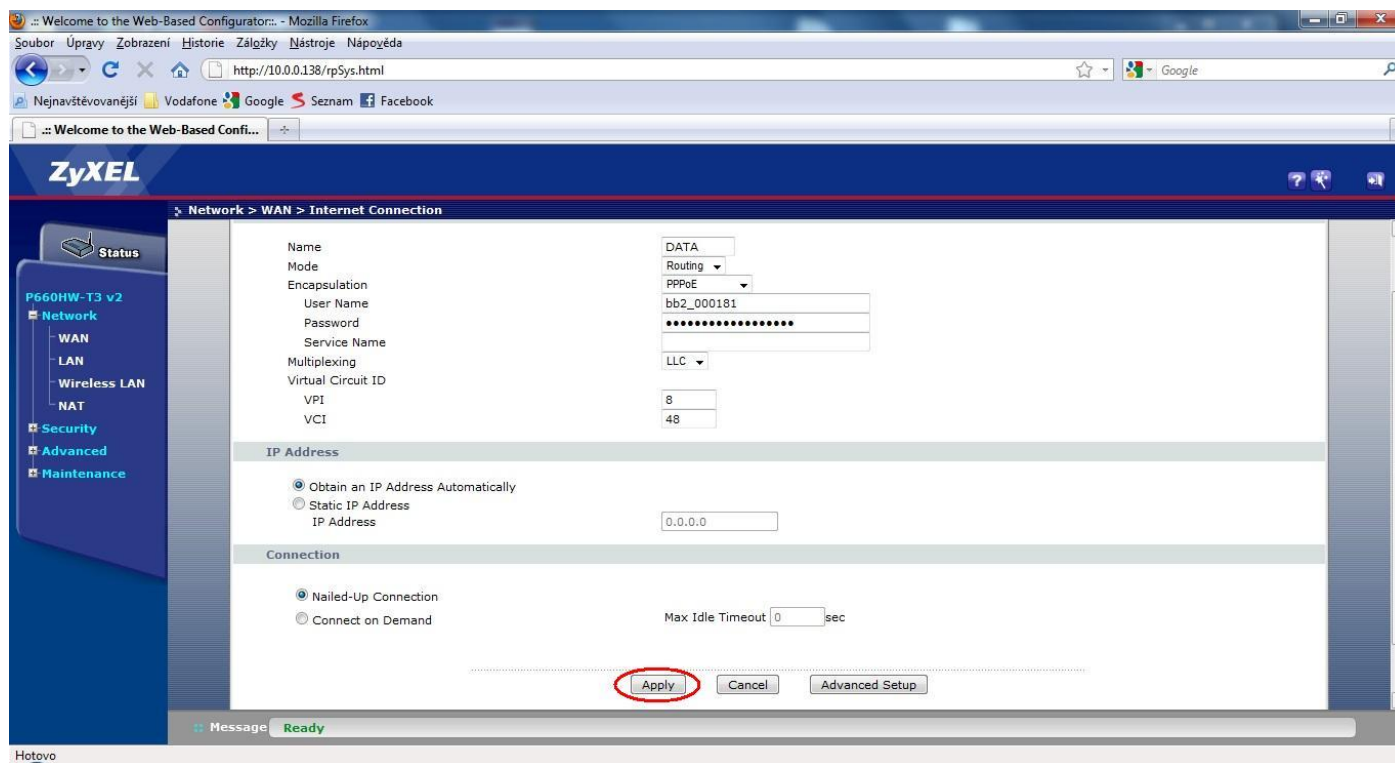 .:: Welcome to the Web-Based Configurator::. - Mozilla Firefox
Soubor Úpravy Zobrazení Historie Záložky Nástroje Nápověda
http://10.0.0.138/rpSys.html
Google
Nejnavštěvovanější Vodafone Google Seznam Facebook
.:: Welcome to the Web-Based Confi...
ZyXEL
Network > WAN > Internet Connection
Status
P660HW-T3 v2
Network
WAN
LAN
Wireless LAN
NAT
Security
Advanced
Maintenance
Name DATA
Mode Routing
Encapsulation PPPoE
User Name bb2_000181
Password ••••••••••••••••••
Service Name
Multiplexing LLC
Virtual Circuit ID
VPI 8
VCI 48
IP Address
Obtain an IP Address Automatically
Static IP Address
IP Address 0.0.0.0
Connection
Nailed-Up Connection
Connect on Demand Max Idle Timeout 0 sec
Apply Cancel Advanced Setup
Message Ready
Hotovo